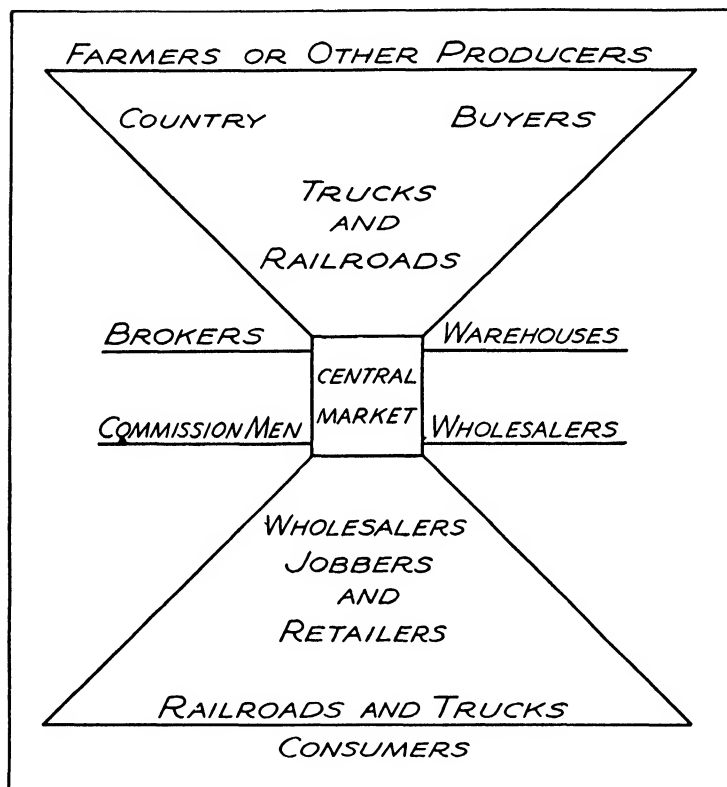 FARMERS OR OTHER PRODUCERS
COUNTRY BUYERS
TRUCKS
AND
RAILROADS
BROKERS WAREHOUSES
CENTRAL
MARKET
COMMISSION MEN WHOLESALERS
WHOLESALERS
JOBBERS
AND
RETAILERS
RAILROADS AND TRUCKS
CONSUMERS